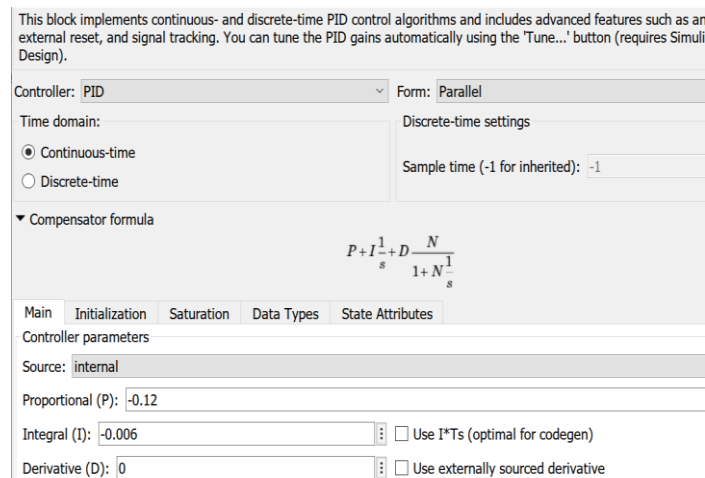 This block implements continuous- and discrete-time PID control algorithms and includes advanced features such as an
external reset, and signal tracking. You can tune the PID gains automatically using the 'Tune...' button (requires Simuli
Design).
Controller: PID Form: Parallel
Time domain: Discrete-time settings
Continuous-time
Sample time (-1 for inherited): -1
Discrete-time
Compensator formula
P+I 1/s +D N/(1+N 1/s)
Main Initialization Saturation Data Types State Attributes
Controller parameters
Source: internal
Proportional (P): -0.12
Integral (I): -0.006 Use I*Ts (optimal for codegen)
Derivative (D): 0 Use externally sourced derivative